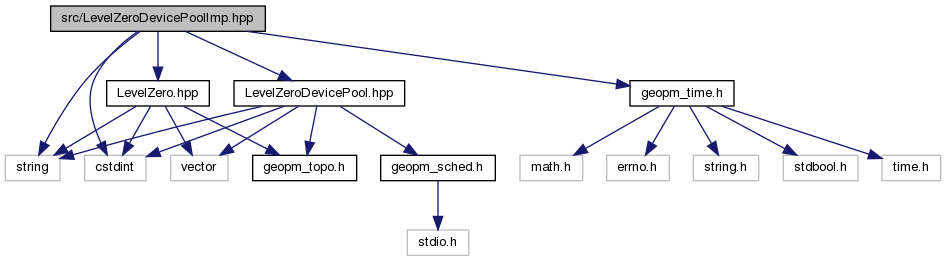 src/LevelZeroDevicePoolImp.hpp
LevelZero.hpp
LevelZeroDevicePool.hpp
geopm_time.h
string
cstdint
vector
geopm_topo.h
geopm_sched.h
math.h
errno.h
string.h
stdbool.h
time.h
stdio.h